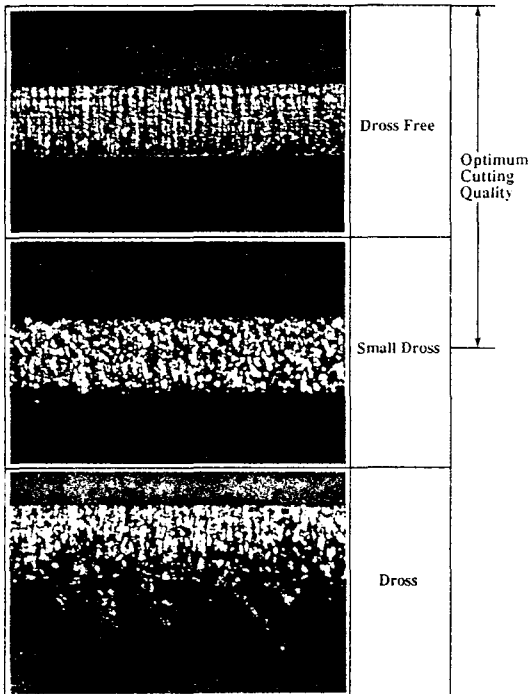 Dross Free
Optimum
Cutting
Quality
Small Dross
Dross